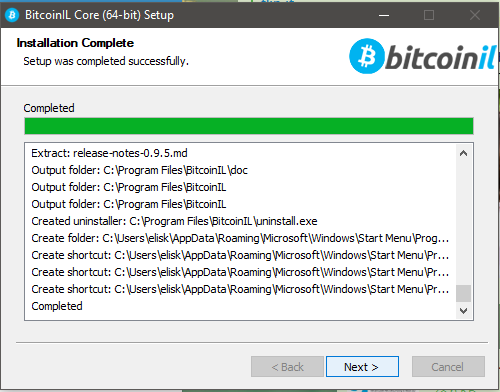 BitcoinIL Core (64-bit) Setup
Installation Complete
Setup was completed successfully.
bitcoinil
Completed
Extract: release-notes-0.9.5.md
Output folder: C:\Program Files\BitcoinIL\doc
Output folder: C:\Program Files\BitcoinIL
Output folder: C:\Program Files\BitcoinIL
Created uninstaller: C:\Program Files\BitcoinIL\uninstall.exe
Create folder: C:\Users\elisk\AppData\Roaming\Microsoft\Windows\Start Menu\Prog...
Create shortcut: C:\Users\elisk\AppData\Roaming\Microsoft\Windows\Start Menu\Pr...
Create shortcut: C:\Users\elisk\AppData\Roaming\Microsoft\Windows\Start Menu\Pr...
Create shortcut: C:\Users\elisk\AppData\Roaming\Microsoft\Windows\Start Menu\Pr...
Completed
< Back
Next >
Cancel